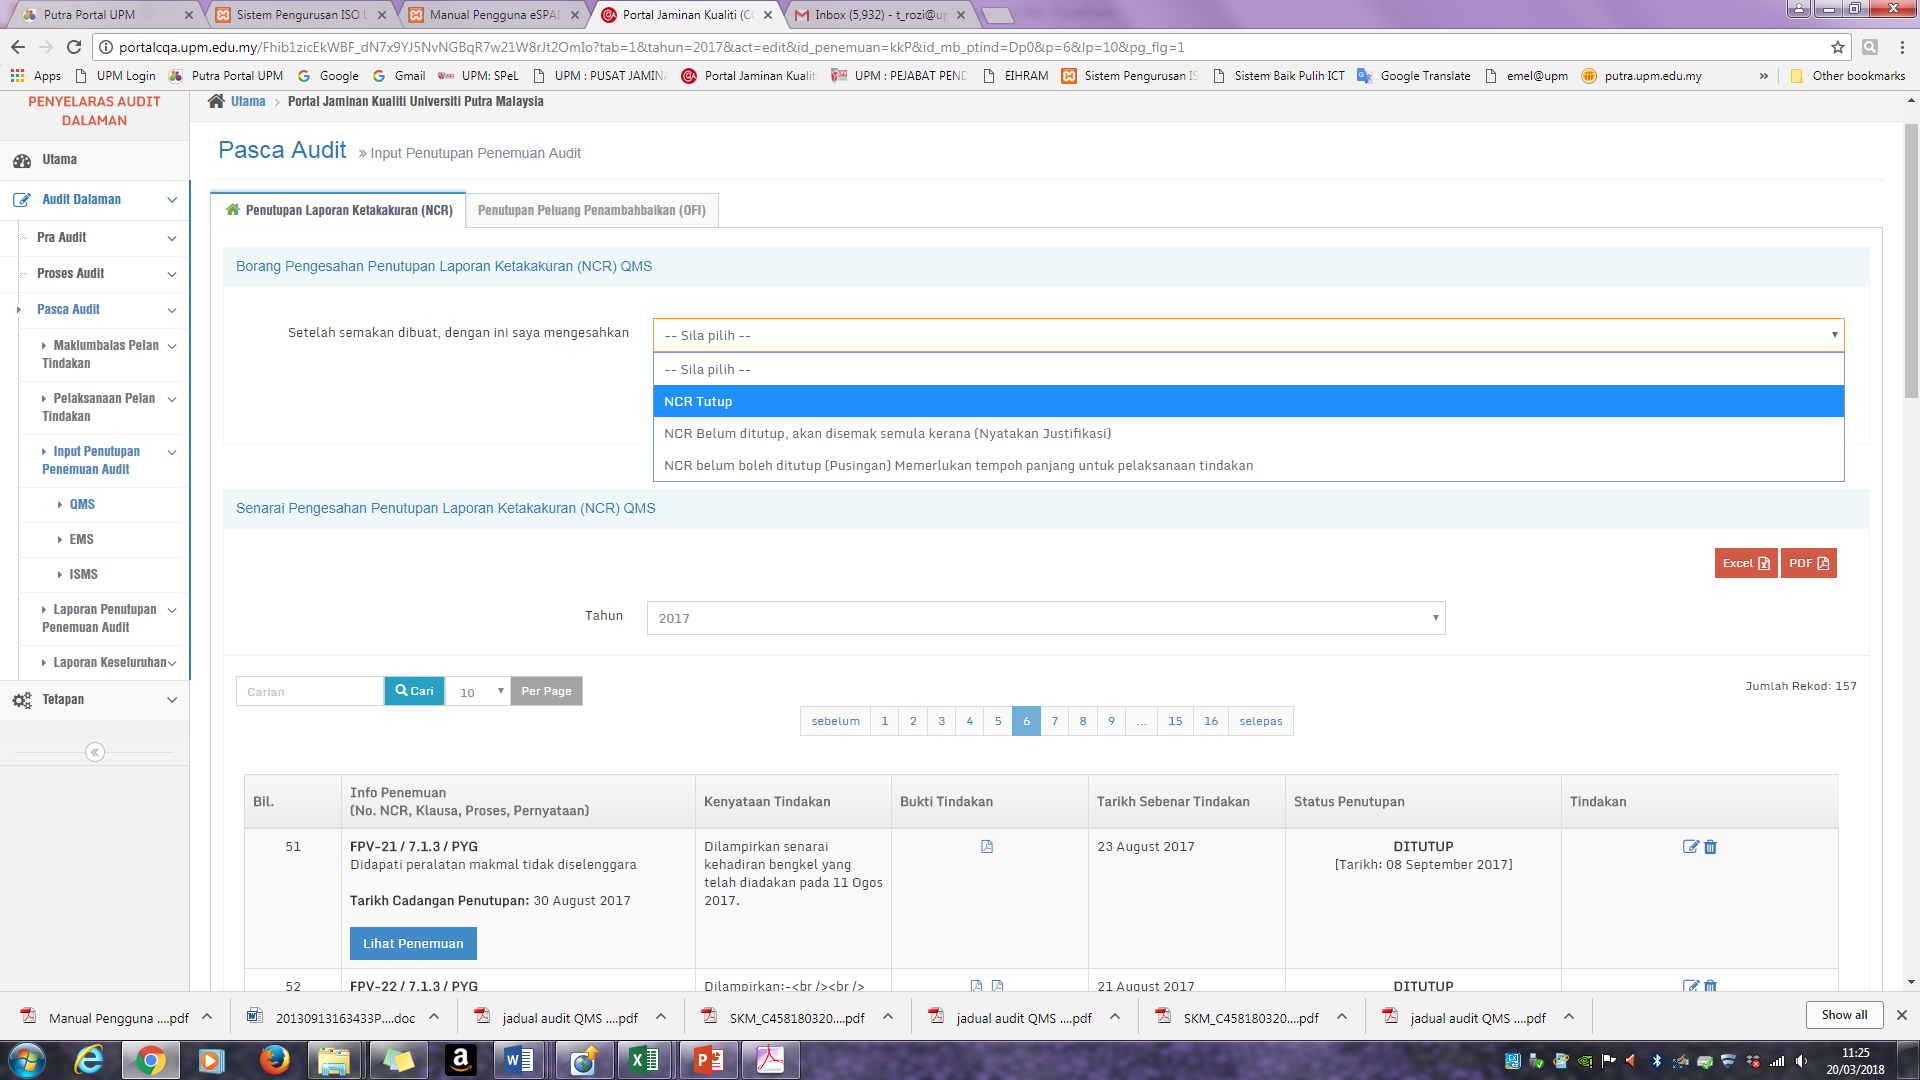 Putra Portal UPM
Sistem Pengurusan ISO U
Manual Pengguna eSPAD
Portal Jaminan Kualiti (C
Inbox (5,932) - t_rozi@up
portalcqa.upm.edu.my/Fhib1zicEkWBF_dN7x9YJ5NvNGBqR7w21W8rJt2OmIo?tab=1&tahun=2017&act=edit&id_penemuan=kkP&id_mb_ptind=Dp0&p=6&lp=10&pg_flg=1
Apps
UPM Login
Putra Portal UPM
Google
Gmail
UPM: SPeL
UPM : PUSAT JAMIN
Portal Jaminan Kualit
UPM : PEJABAT PEND
EIHRAM
Sistem Pengurusan IS
Sistem Baik Pulih ICT
Google Translate
emel@upm
putra.upm.edu.my
»
Other bookmarks
PENYELARAS AUDIT
DALAMAN
Utama
Audit Dalaman
Pra Audit
Proses Audit
Pasca Audit
Maklumbalas Pelan
Tindakan
Pelaksanaan Pelan
Tindakan
Input Penutupan
Penemuan Audit
QMS
EMS
ISMS
Laporan Penutupan
Penemuan Audit
Laporan Keseluruhan
Tetapan
Utama > Portal Jaminan Kualiti Universiti Putra Malaysia
Pasca Audit » Input Penutupan Penemuan Audit
Penutupan Laporan Ketakakuran (NCR)
Penutupan Peluang Penambahbaikan (OFI)
Borang Pengesahan Penutupan Laporan Ketakakuran (NCR) QMS
Setelah semakan dibuat, dengan ini saya mengesahkan
-- Sila pilih --
-- Sila pilih --
NCR Tutup
NCR Belum ditutup, akan disemak semula kerana (Nyatakan Justifikasi)
NCR belum boleh ditutup (Pusingan) Memerlukan tempoh panjang untuk pelaksanaan tindakan
Senarai Pengesahan Penutupan Laporan Ketakakuran (NCR) QMS
Excel
PDF
Tahun
2017
Carian
Cari
10
Per Page
Jumlah Rekod: 157
sebelum 1 2 3 4 5 6 7 8 9 ... 15 16 selepas
Bil.
Info Penemuan
(No. NCR, Klausa, Proses, Pernyataan)
Kenyataan Tindakan
Bukti Tindakan
Tarikh Sebenar Tindakan
Status Penutupan
Tindakan
51
FPV-21 / 7.1.3 / PYG
Didapati peralatan makmal tidak diselenggara
Tarikh Cadangan Penutupan: 30 August 2017
Lihat Penemuan
Dilampirkan senarai
kehadiran bengkel yang
telah diadakan pada 11 Ogos
2017.
23 August 2017
DITUTUP
[Tarikh: 08 September 2017]
52
FPV-22 / 7.1.3 / PYG
Dilampirkan:-<br /><br />
21 August 2017
DITUTUP
Manual Pengguna ....pdf
20130913163433P....doc
jadual audit QMS ....pdf
SKM_C458180320....pdf
jadual audit QMS ....pdf
SKM_C458180320....pdf
jadual audit QMS ....pdf
Show all
11:25
20/03/2018